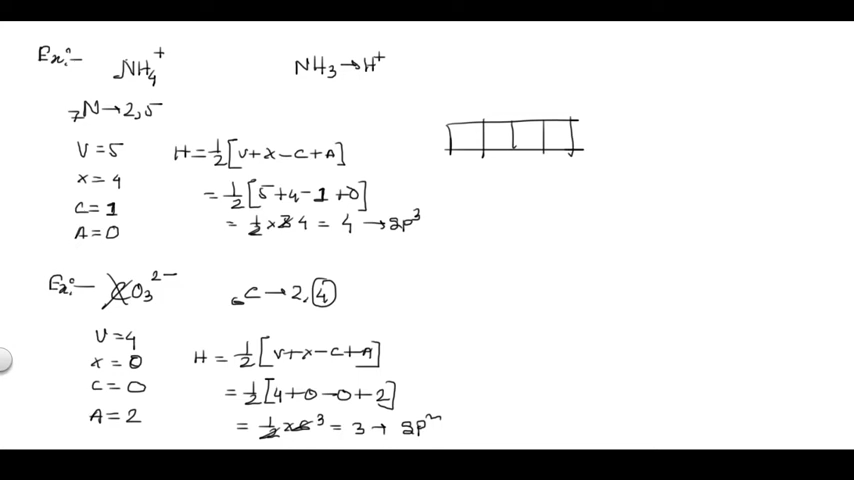 Ex:- NH₄⁺ NH₃→H⁺
₇N→2,5
V=5 H=½[V+X-C+A]
X=4 =½[5+4-1+0]
C=1 =½×8 4 = 4 →sp³
A=0
Ex:- CO₃²⁻ ₆C→2,4
V=4
X=0 H=½[V+X-C+A]
C=0 =½[4+0-0+2]
A=2 =½×6 3 = 3→ sp²